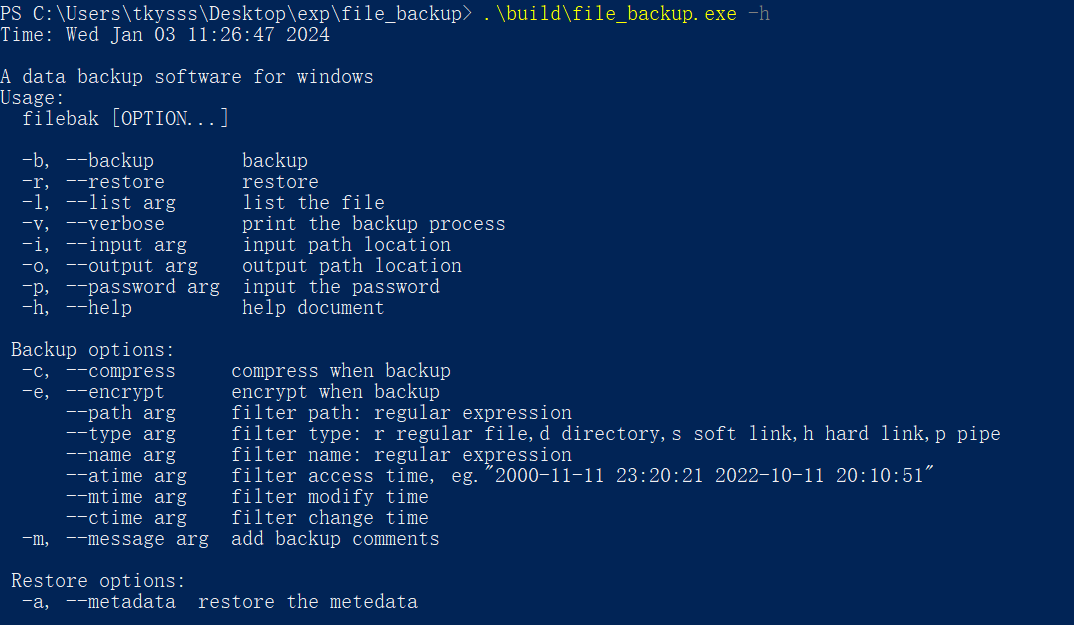 PS C:\Users\tkysss\Desktop\exp\file_backup> .\build\file_backup.exe -h
Time: Wed Jan 03 11:26:47 2024
A data backup software for windows
Usage:
  filebak [OPTION...]
  -b, --backup        backup
  -r, --restore       restore
  -l, --list arg      list the file
  -v, --verbose       print the backup process
  -i, --input arg     input path location
  -o, --output arg    output path location
  -p, --password arg  input the password
  -h, --help          help document
 Backup options:
  -c, --compress     compress when backup
  -e, --encrypt      encrypt when backup
      --path arg     filter path: regular expression
      --type arg     filter type: r regular file,d directory,s soft link,h hard link,p pipe
      --name arg     filter name: regular expression
      --atime arg    filter access time, eg."2000-11-11 23:20:21 2022-10-11 20:10:51"
      --mtime arg    filter modify time
      --ctime arg    filter change time
  -m, --message arg  add backup comments
 Restore options:
  -a, --metadata  restore the metedata